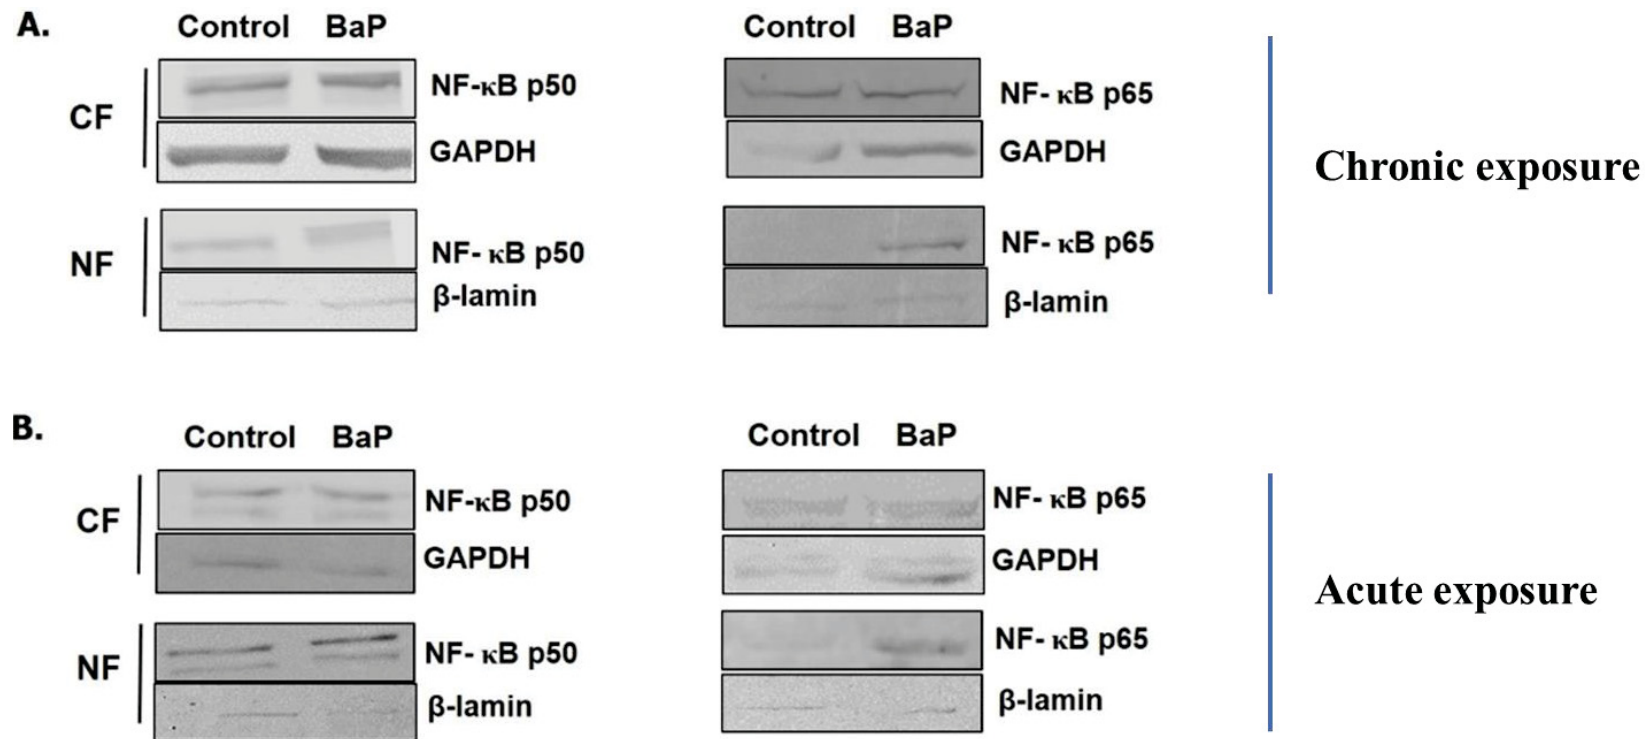 A.
Control BaP
Control BaP
CF
NF-κB p50
GAPDH
NF- κB p65
GAPDH
NF
NF- κB p50
β-lamin
NF- κB p65
β-lamin
Chronic exposure
B.
Control BaP
Control BaP
CF
NF-κB p50
GAPDH
NF- κB p65
GAPDH
NF
NF- κB p50
β-lamin
NF- κB p65
β-lamin
Acute exposure